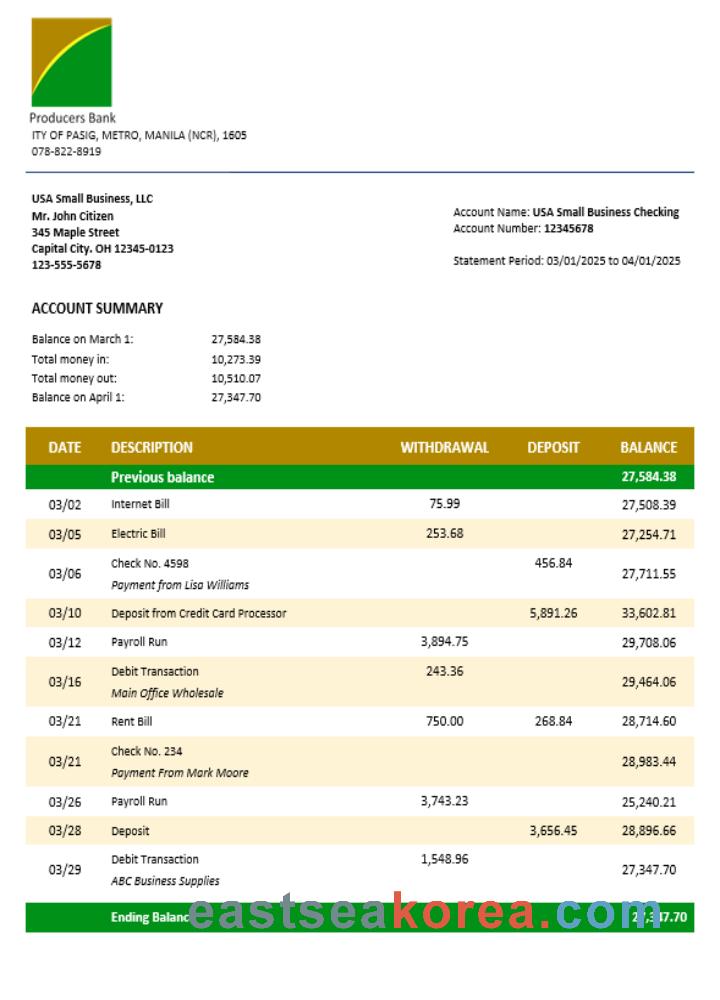 Producers Bank
ITY OF PASIG, METRO, MANILA (NCR), 1605
078-822-8919
USA Small Business, LLC
Mr. John Citizen
345 Maple Street
Capital City. OH 12345-0123
123-555-5678
Account Name: USA Small Business Checking
Account Number: 12345678
Statement Period: 03/01/2025 to 04/01/2025
ACCOUNT SUMMARY
Balance on March 1: 27,584.38
Total money in: 10,273.39
Total money out: 10,510.07
Balance on April 1: 27,347.70
DATE DESCRIPTION WITHDRAWAL DEPOSIT BALANCE
Previous balance 27,584.38
03/02 Internet Bill 75.99 27,508.39
03/05 Electric Bill 253.68 27,254.71
03/06 Check No. 4598 456.84 27,711.55
Payment from Lisa Williams
03/10 Deposit from Credit Card Processor 5,891.26 33,602.81
03/12 Payroll Run 3,894.75 29,708.06
03/16 Debit Transaction 243.36 29,464.06
Main Office Wholesale
03/21 Rent Bill 750.00 268.84 28,714.60
03/21 Check No. 234 28,983.44
Payment From Mark Moore
03/26 Payroll Run 3,743.23 25,240.21
03/28 Deposit 3,656.45 28,896.66
03/29 Debit Transaction 1,548.96 27,347.70
ABC Business Supplies
Ending Balance 27,347.70
eastseakorea.com